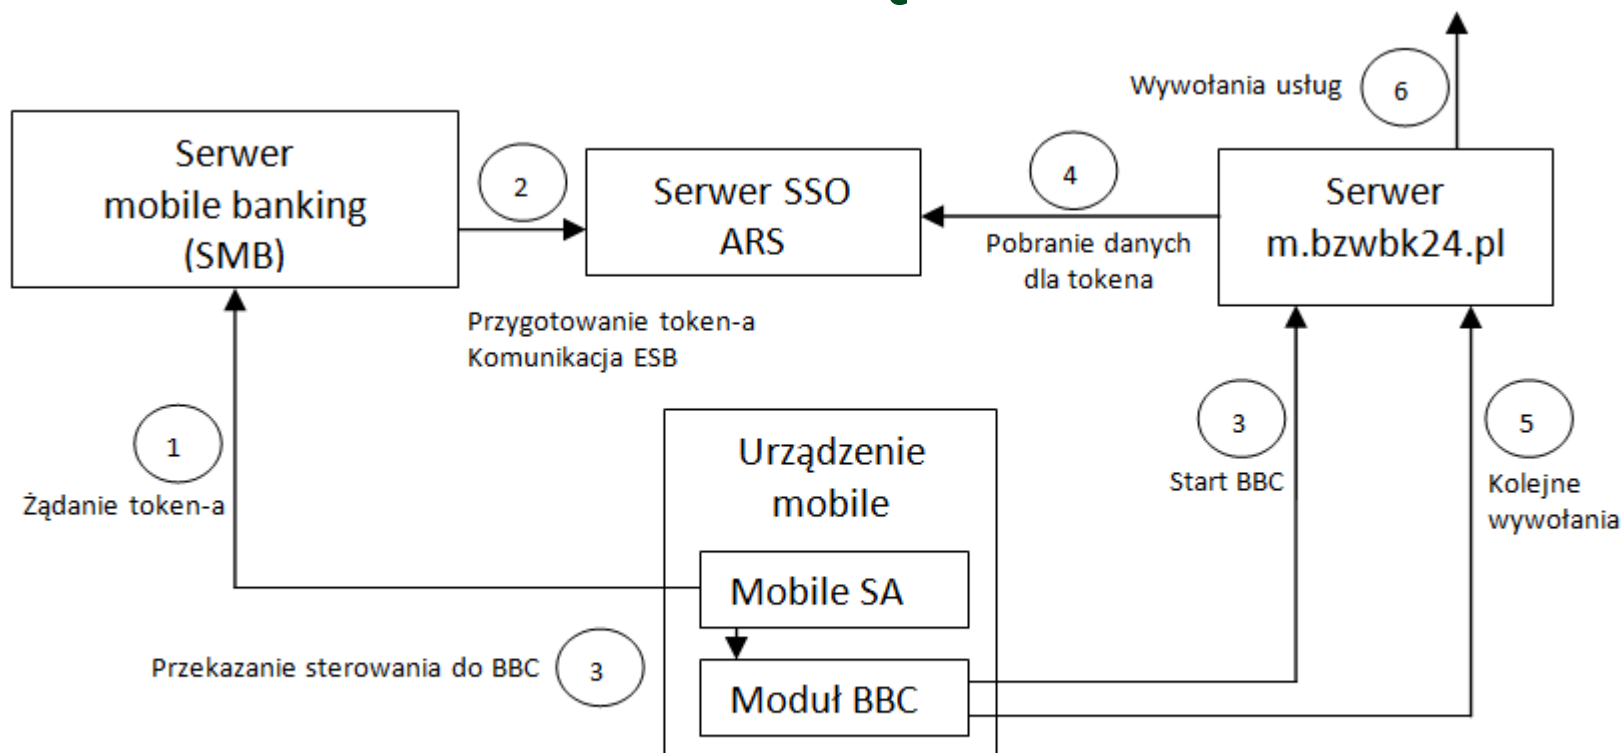 Wywołania usług
6
Serwer
mobile banking
(SMB)
2
Serwer SSO
ARS
4
Serwer
m.bzwbk24.pl
Pobranie danych
dla tokena
Przygotowanie token-a
Komunikacja ESB
1
Żądanie token-a
Urządzenie
mobile
3
Start BBC
5
Kolejne
wywołania
Mobile SA
Przekazanie sterowania do BBC
3
Moduł BBC